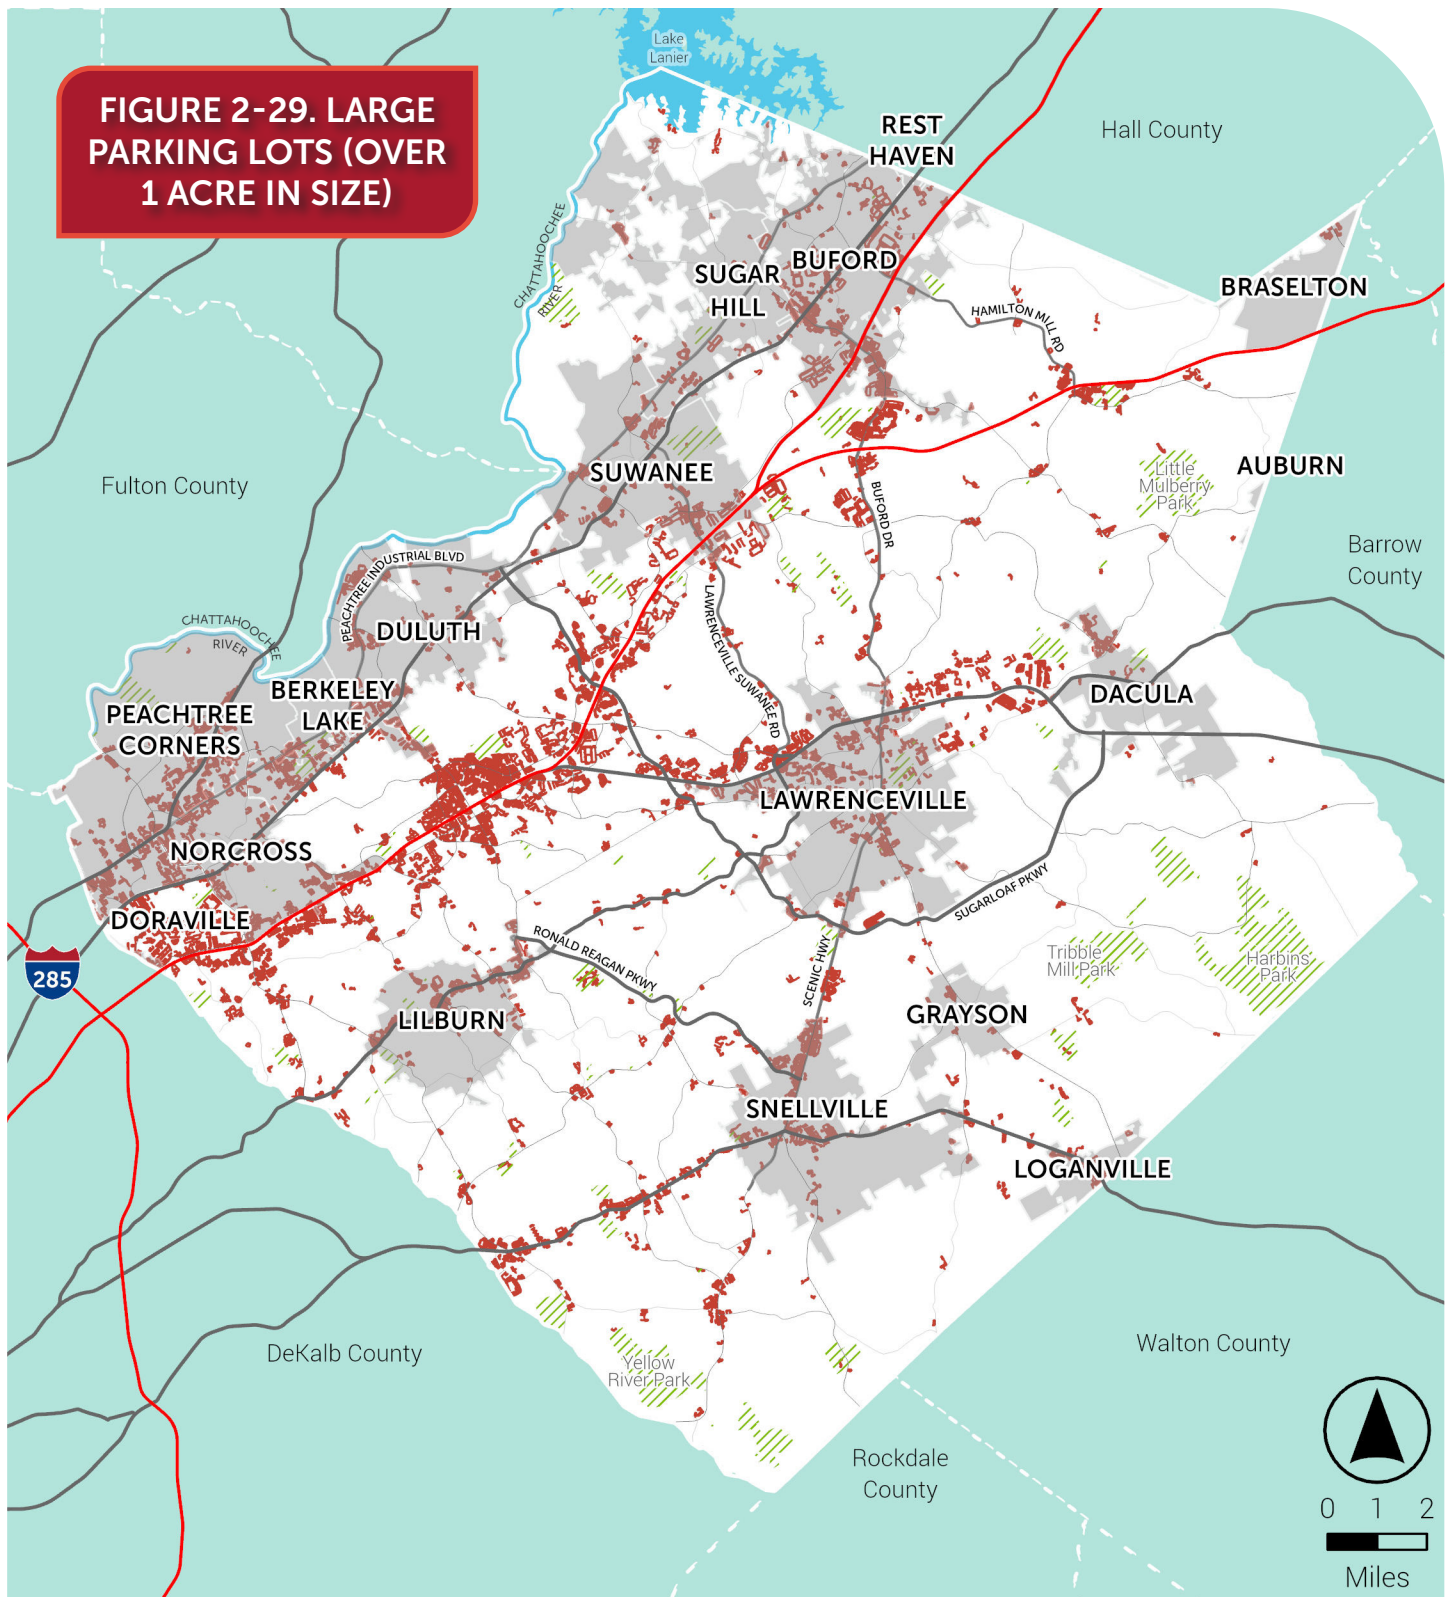 FIGURE 2-29. LARGE
PARKING LOTS (OVER
1 ACRE IN SIZE)
Lake
Lanier
REST
HAVEN
Hall County
CHATTAHOOCHEE
RIVER
SUGAR
HILL
BUFORD
BRASELTON
HAMILTON MILL RD
Fulton County
SUWANEE
BUFORD DR
Little
Mulberry
Park
AUBURN
Barrow
County
PEACHTREE INDUSTRIAL BLVD
CHATTAHOOCHEE
RIVER
DULUTH
LAWRENCEVILLE SUWANEE RD
BERKELEY
LAKE
PEACHTREE
CORNERS
DACULA
LAWRENCEVILLE
NORCROSS
DORAVILLE
SUGARLOAF PKWY
RONALD REAGAN PKWY
SCENIC HWY
Tribble
Mill Park
Harbins
Park
285
LILBURN
GRAYSON
SNELLVILLE
LOGANVILLE
DeKalb County
Yellow
River Park
Walton County
Rockdale
County
0 1 2
Miles